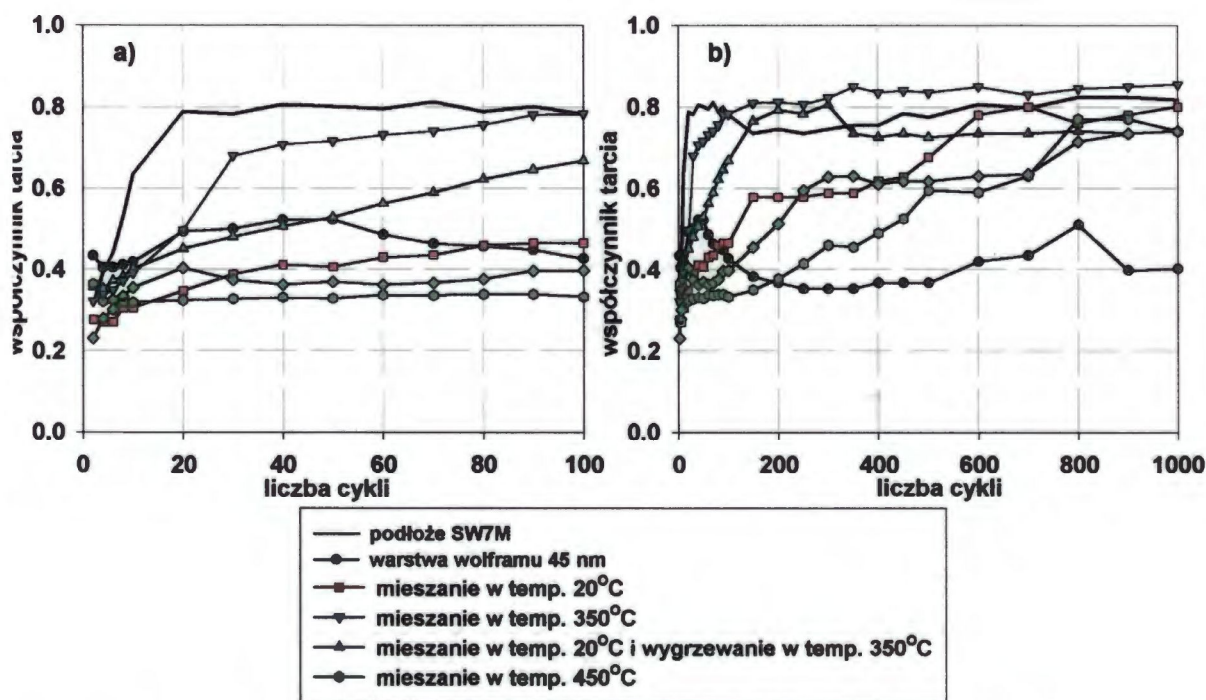 a)
współczynnik tarcia
1.0
0.8
0.6
0.4
0.2
0.0
0 20 40 60 80 100
liczba cykli
b)
współczynnik tarcia
1.0
0.8
0.6
0.4
0.2
0.0
0 200 400 600 800 1000
liczba cykli
podłoże SW7M
warstwa wolframu 45 nm
mieszanie w temp. 20°C
mieszanie w temp. 350°C
mieszanie w temp. 20°C i wygrzewanie w temp. 350°C
mieszanie w temp. 450°C